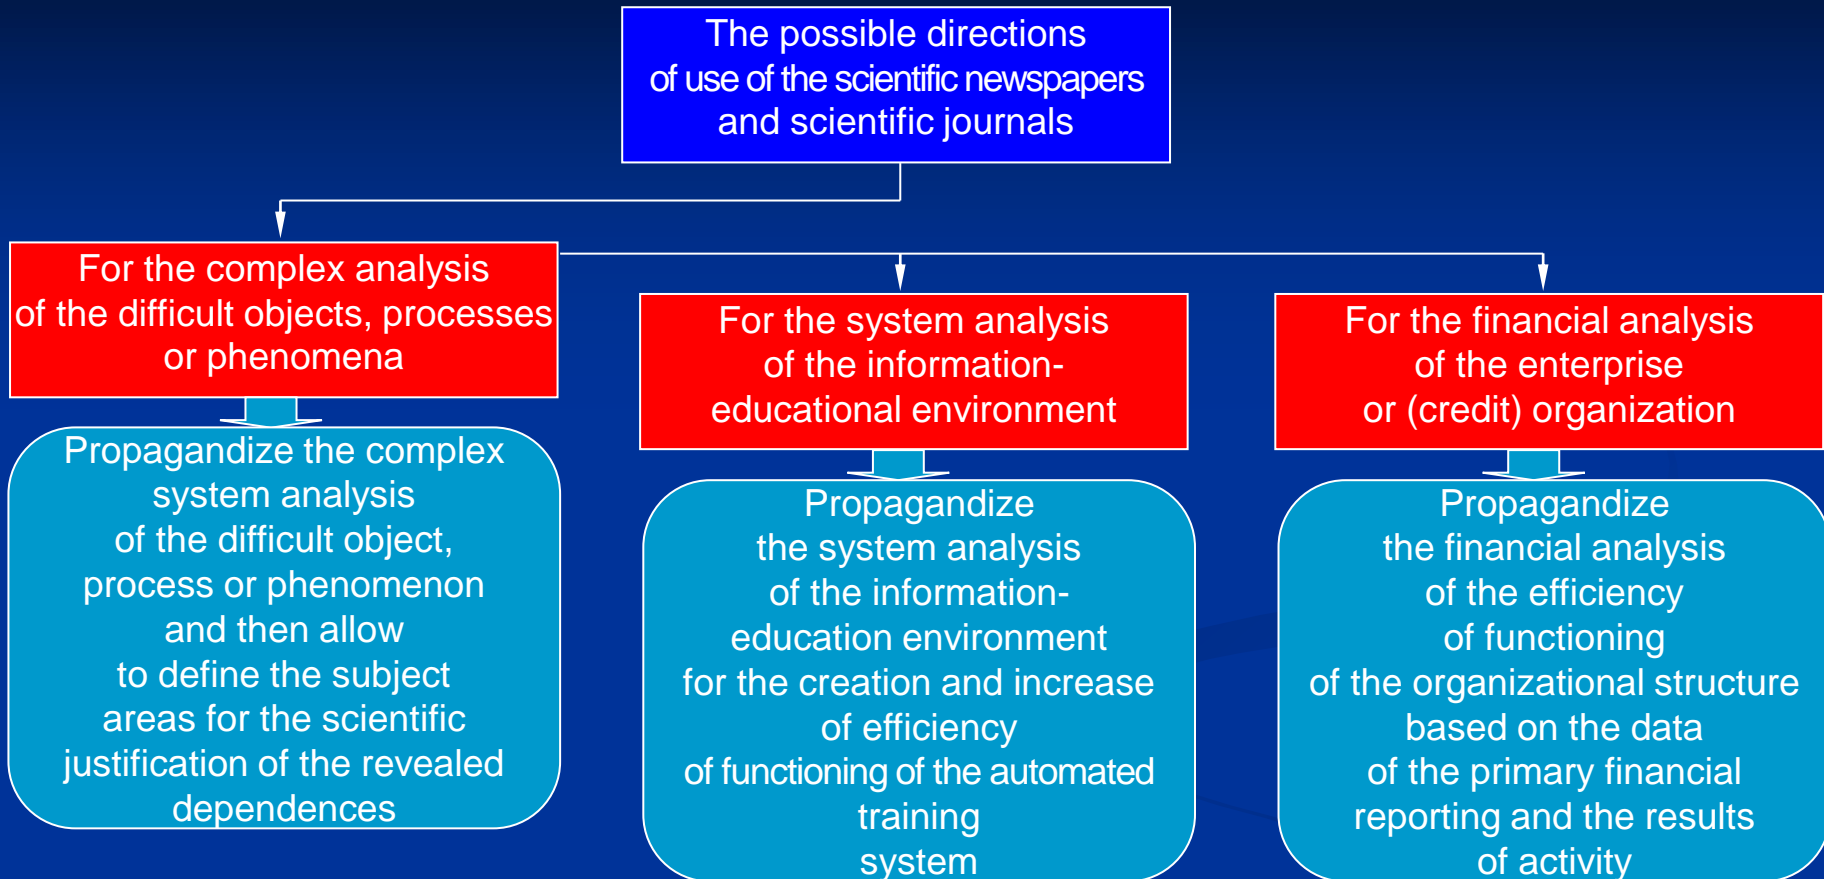 The possible directions
of use of the scientific newspapers
and scientific journals
For the complex analysis
of the difficult objects, processes
or phenomena
For the system analysis
of the information-
educational environment
For the financial analysis
of the enterprise
or (credit) organization
Propagandize the complex
system analysis
of the difficult object,
process or phenomenon
and then allow
to define the subject
areas for the scientific
justification of the revealed
dependences
Propagandize
the system analysis
of the information-
education environment
for the creation and increase
of efficiency
of functioning of the automated
training
system
Propagandize
the financial analysis
of the efficiency
of functioning
of the organizational structure
based on the data
of the primary financial
reporting and the results
of activity